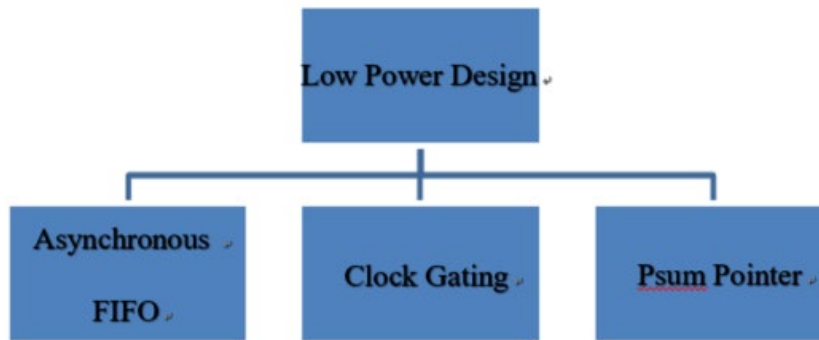 Low Power Design
Asynchronous
FIFO
Clock Gating
Psum Pointer